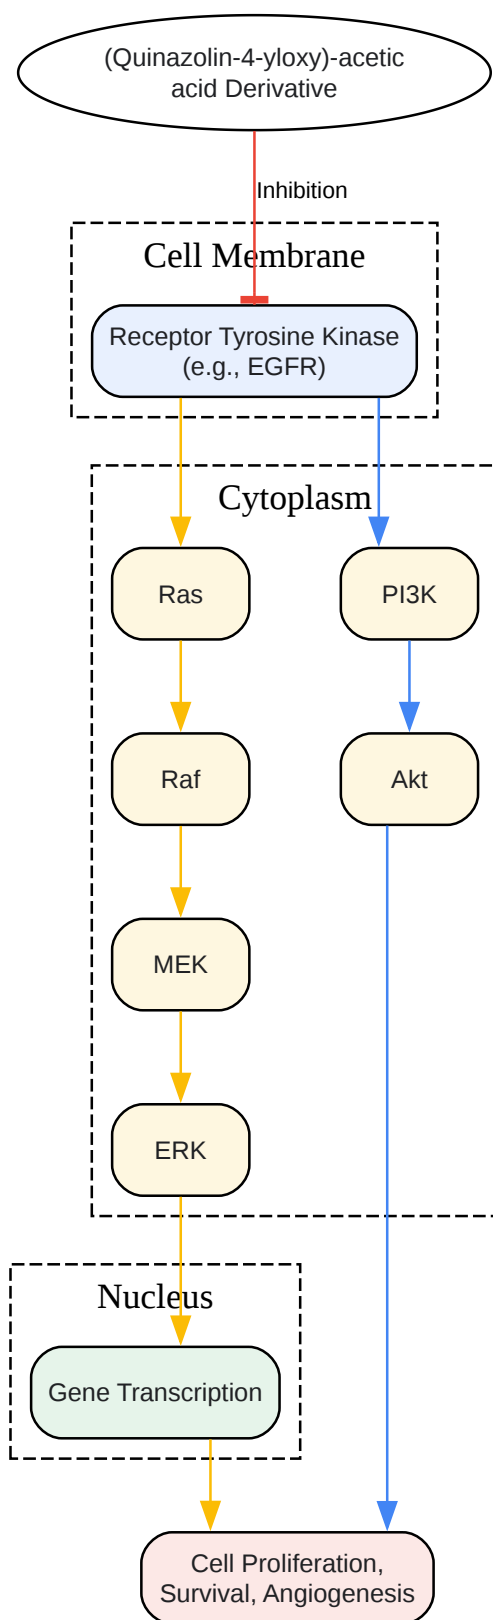 (Quinazolin-4-yloxy)-acetic
acid Derivative
Inhibition
Cell Membrane
Receptor Tyrosine Kinase
(e.g., EGFR)
Cytoplasm
Ras
PI3K
Raf
Akt
MEK
ERK
Nucleus
Gene Transcription
Cell Proliferation,
Survival, Angiogenesis